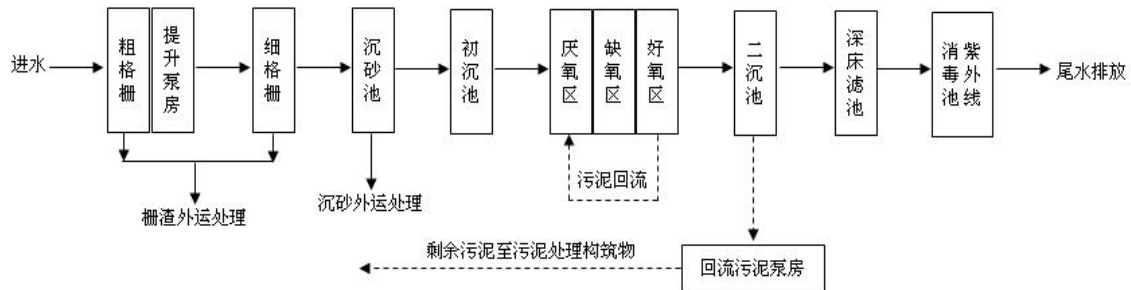 进水
粗格栅
提升泵房
细格栅
沉砂池
初沉池
厌氧区
缺氧区
好氧区
二沉池
深床滤池
紫外线
消毒池
尾水排放
污泥回流
栅渣外运处理
沉砂外运处理
剩余污泥至污泥处理构筑物
回流污泥泵房